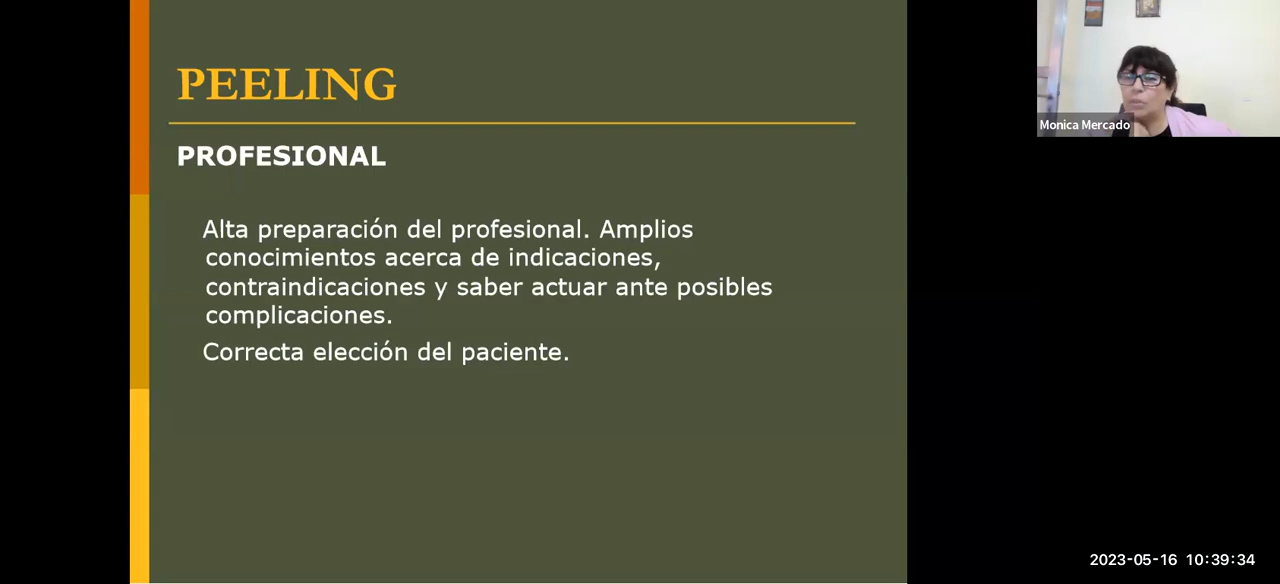 PEELING
PROFESIONAL
Alta preparación del profesional. Amplios
conocimientos acerca de indicaciones,
contraindicaciones y saber actuar ante posibles
complicaciones.
Correcta elección del paciente.
Monica Mercado
2023-05-16 10:39:34